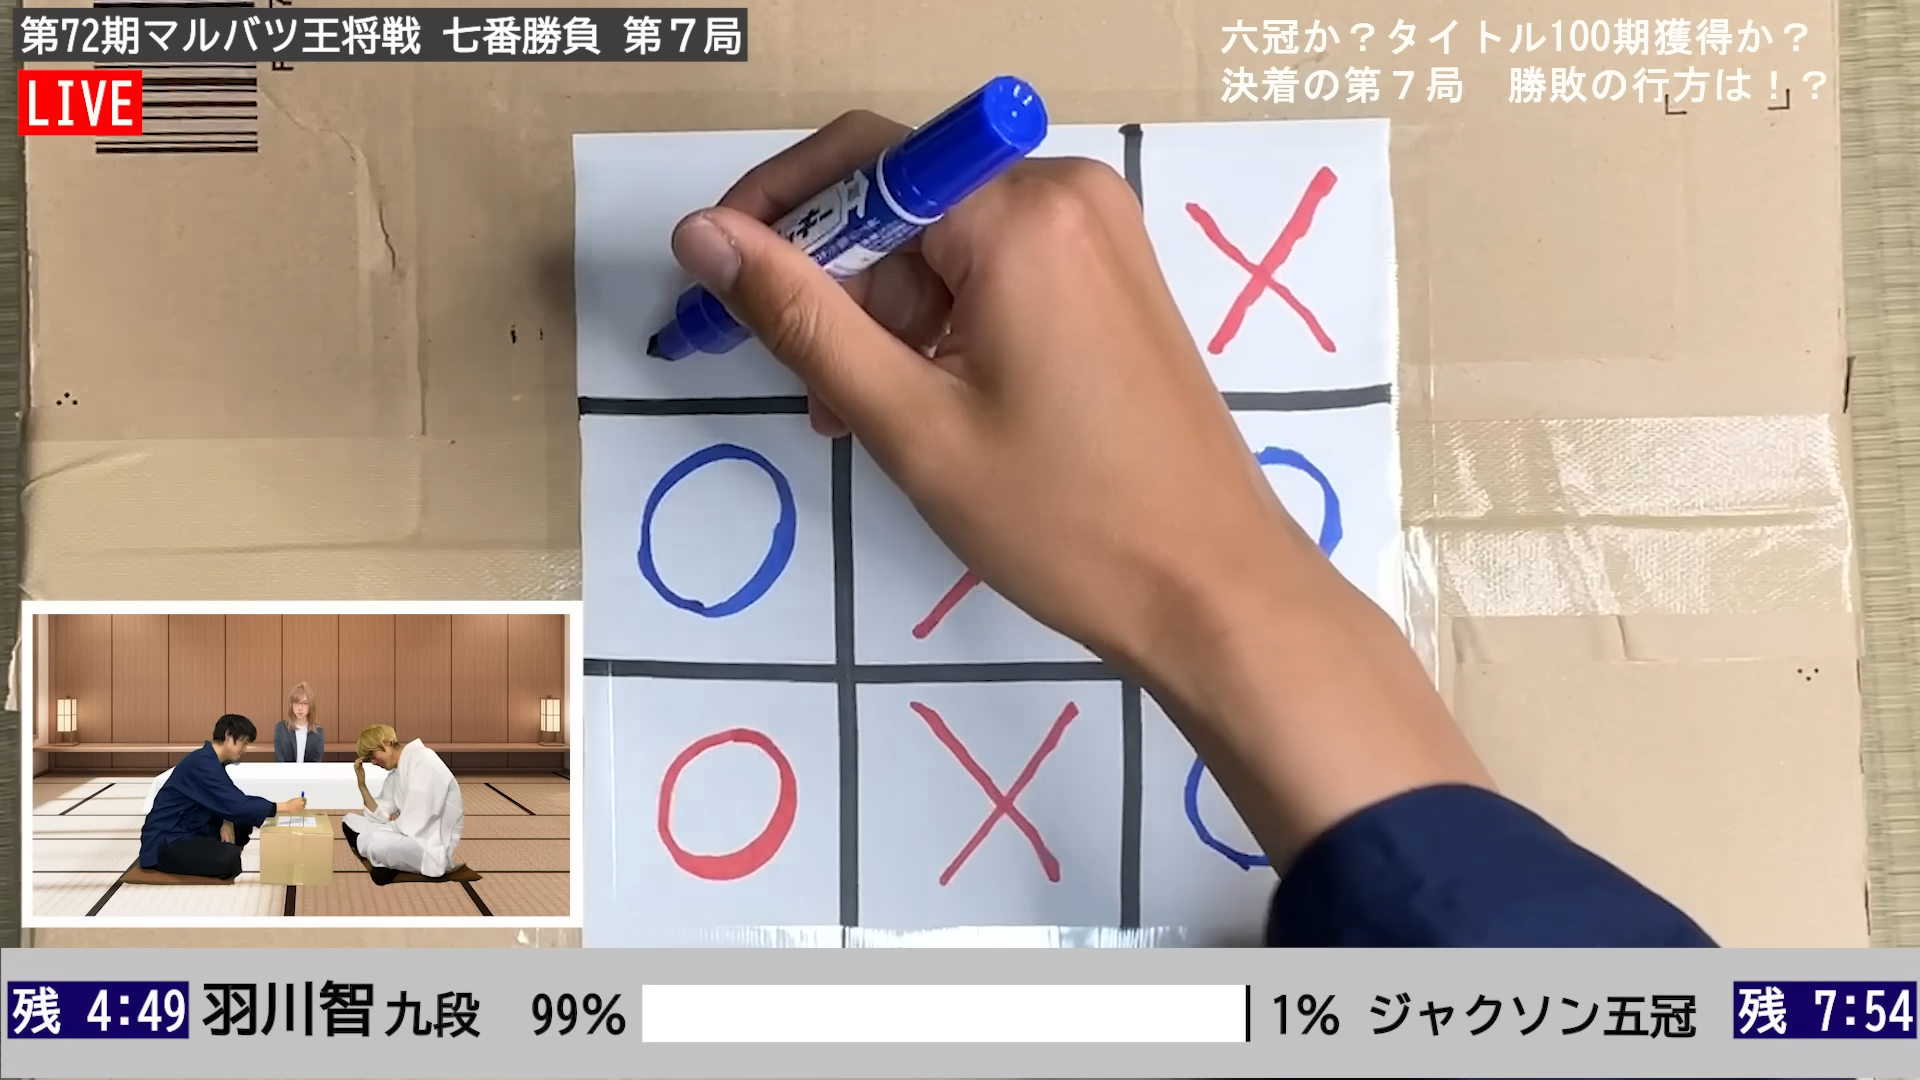 第72期マルバツ王将戦 七番勝負 第７局
六冠か？タイトル100期獲得か？
決着の第７局　勝敗の行方は！？
LIVE
残 4:49 羽川智九段 99% 1% ジャクソン五冠 残 7:54